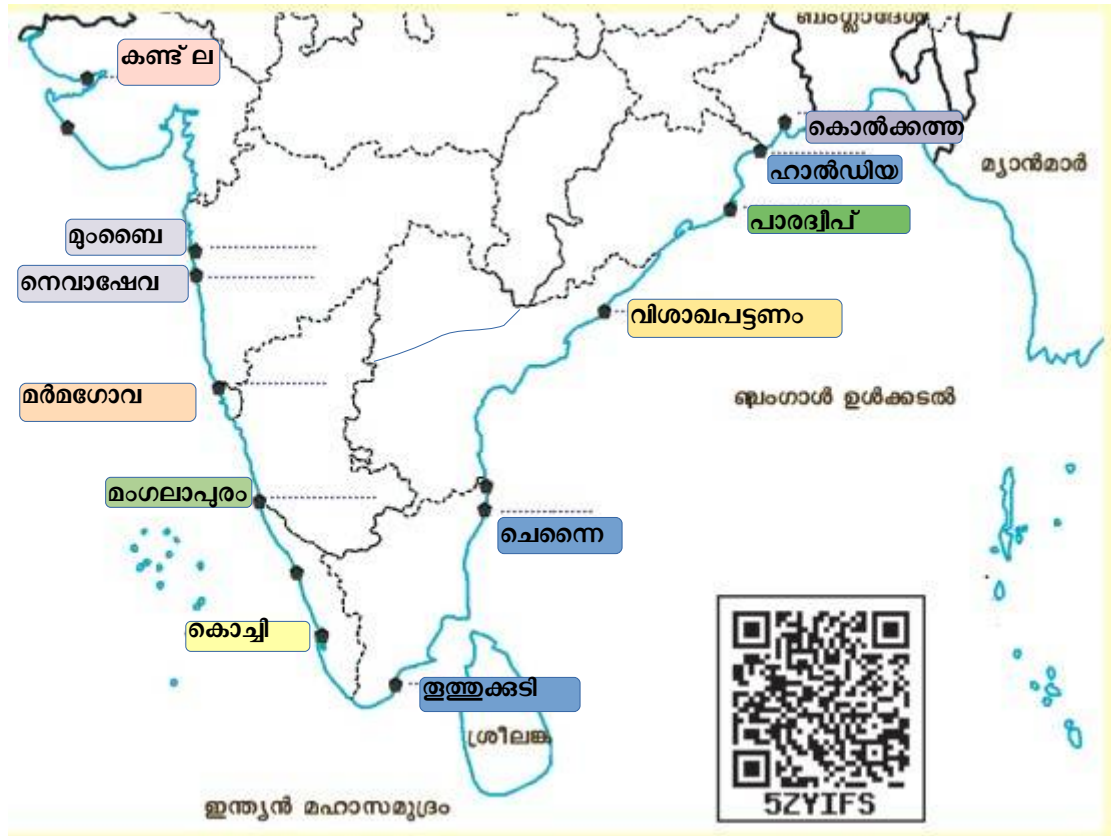 ബംഗ്ലാദേശ്
കണ്ട് ല
കൊൽക്കത്ത
ഹാൽഡിയ
മ്യാൻമാർ
പാരദ്വീപ്
മുംബൈ
നെവാഷേവ
വിശാഖപട്ടണം
മർമഗോവ
ബംഗാൾ ഉൾക്കടൽ
മംഗലാപുരം
ചെന്നൈ
കൊച്ചി
തൂത്തുക്കുടി
ശ്രീലങ്ക
ഇന്ത്യൻ മഹാസമുദ്രം
5ZYIFS